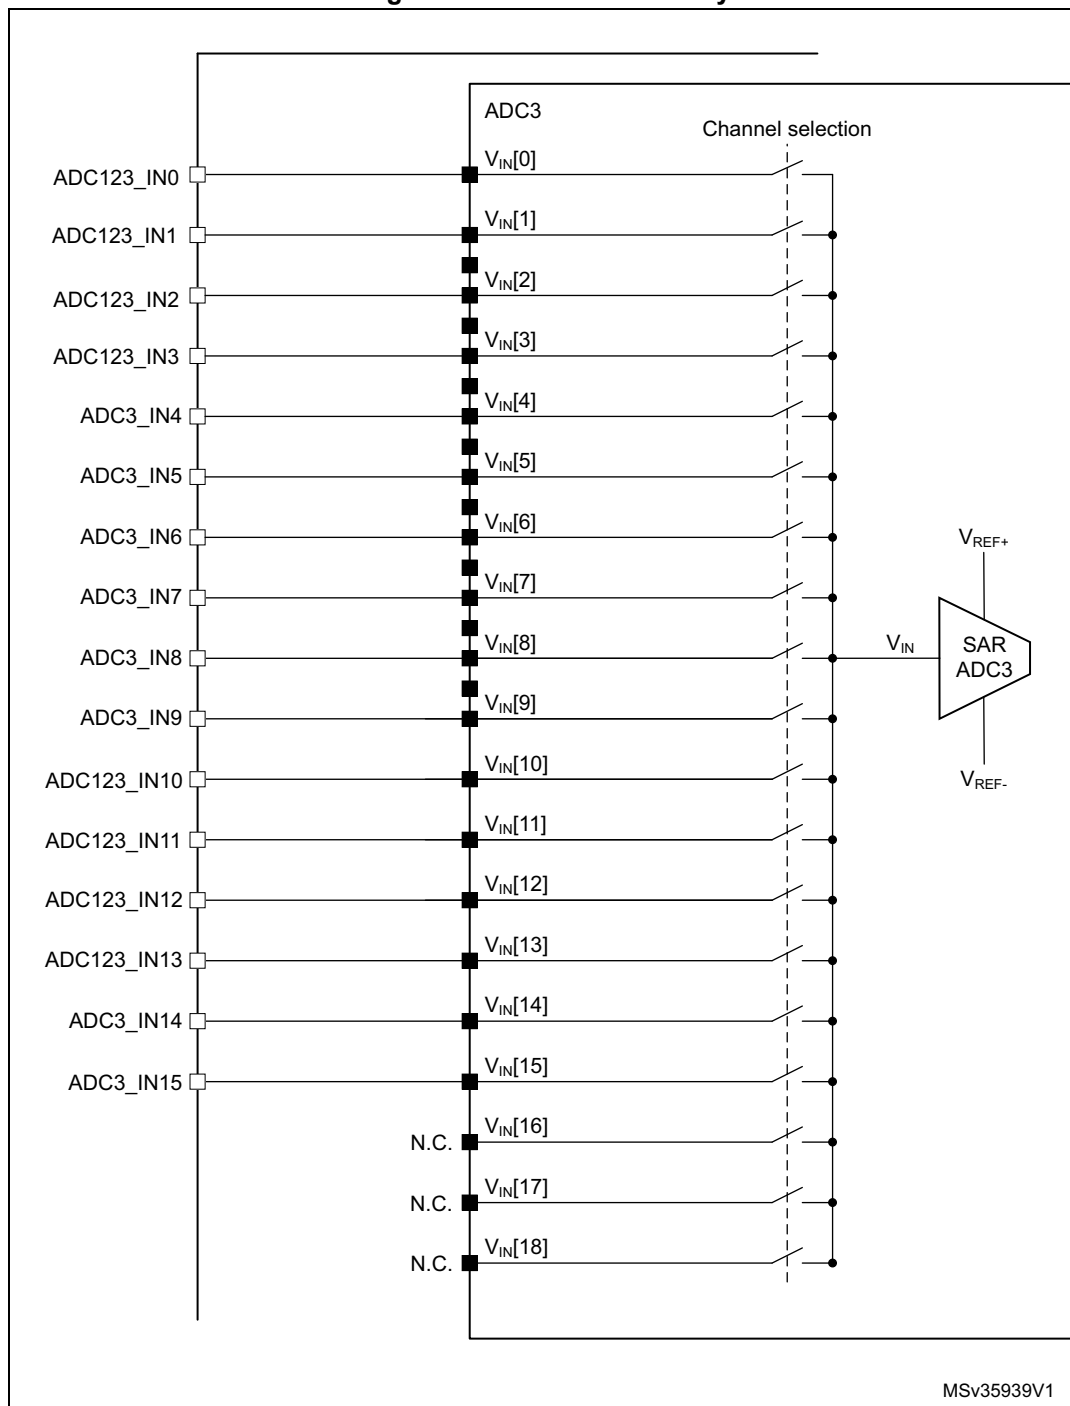 ADC3
Channel selection
ADC123_IN0
VIN[0]
ADC123_IN1
VIN[1]
ADC123_IN2
VIN[2]
ADC123_IN3
VIN[3]
ADC3_IN4
VIN[4]
ADC3_IN5
VIN[5]
ADC3_IN6
VIN[6]
VREF+
ADC3_IN7
VIN[7]
ADC3_IN8
VIN[8]
VIN
SAR
ADC3
ADC3_IN9
VIN[9]
ADC123_IN10
VIN[10]
VREF-
ADC123_IN11
VIN[11]
ADC123_IN12
VIN[12]
ADC123_IN13
VIN[13]
ADC3_IN14
VIN[14]
ADC3_IN15
VIN[15]
N.C.
VIN[16]
N.C.
VIN[17]
N.C.
VIN[18]
MSv35939V1